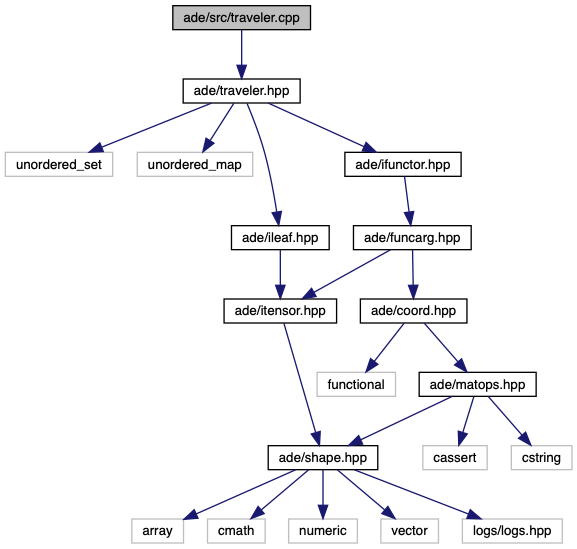 ade/src/traveler.cpp
ade/traveler.hpp
unordered_set
unordered_map
ade/ifunctor.hpp
ade/ileaf.hpp
ade/funcarg.hpp
ade/itensor.hpp
ade/coord.hpp
functional
ade/matops.hpp
ade/shape.hpp
cassert
cstring
array
cmath
numeric
vector
logs/logs.hpp